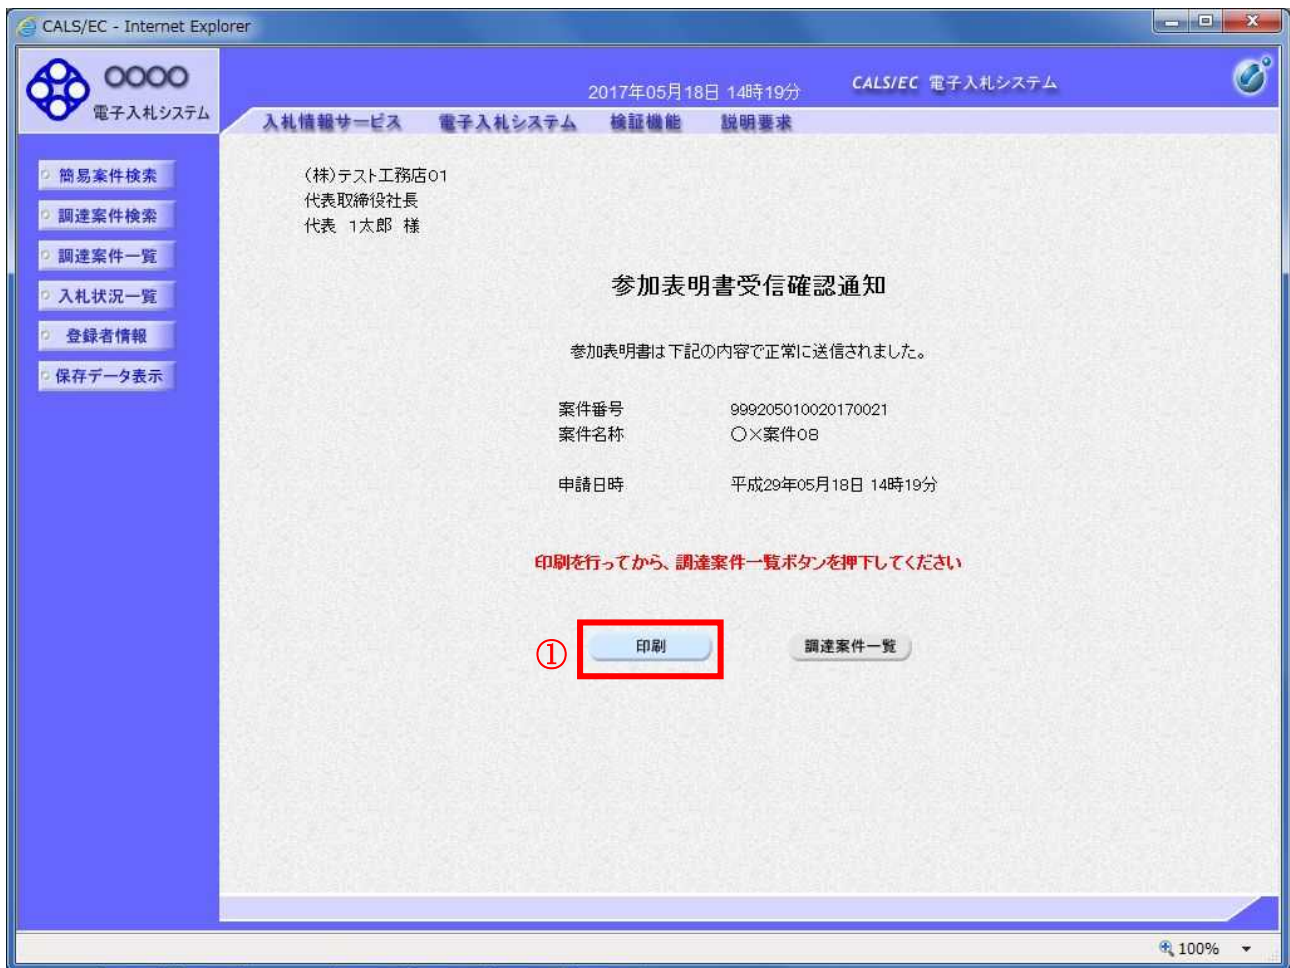 CALS/EC - Internet Explorer
○○○○
電子入札システム
2017年05月18日 14時19分
CALS/EC 電子入札システム
入札情報サービス 電子入札システム 検証機能 説明要求
簡易案件検索
調達案件検索
調達案件一覧
入札状況一覧
登録者情報
保存データ表示
(株)テスト工務店01
代表取締役社長
代表 1太郎 様
参加表明書受信確認通知
参加表明書は下記の内容で正常に送信されました。
案件番号 999205010020170021
案件名称 〇×案件08
申請日時 平成29年05月18日 14時19分
印刷を行ってから、調達案件一覧ボタンを押下してください
① 印刷 調達案件一覧
100%